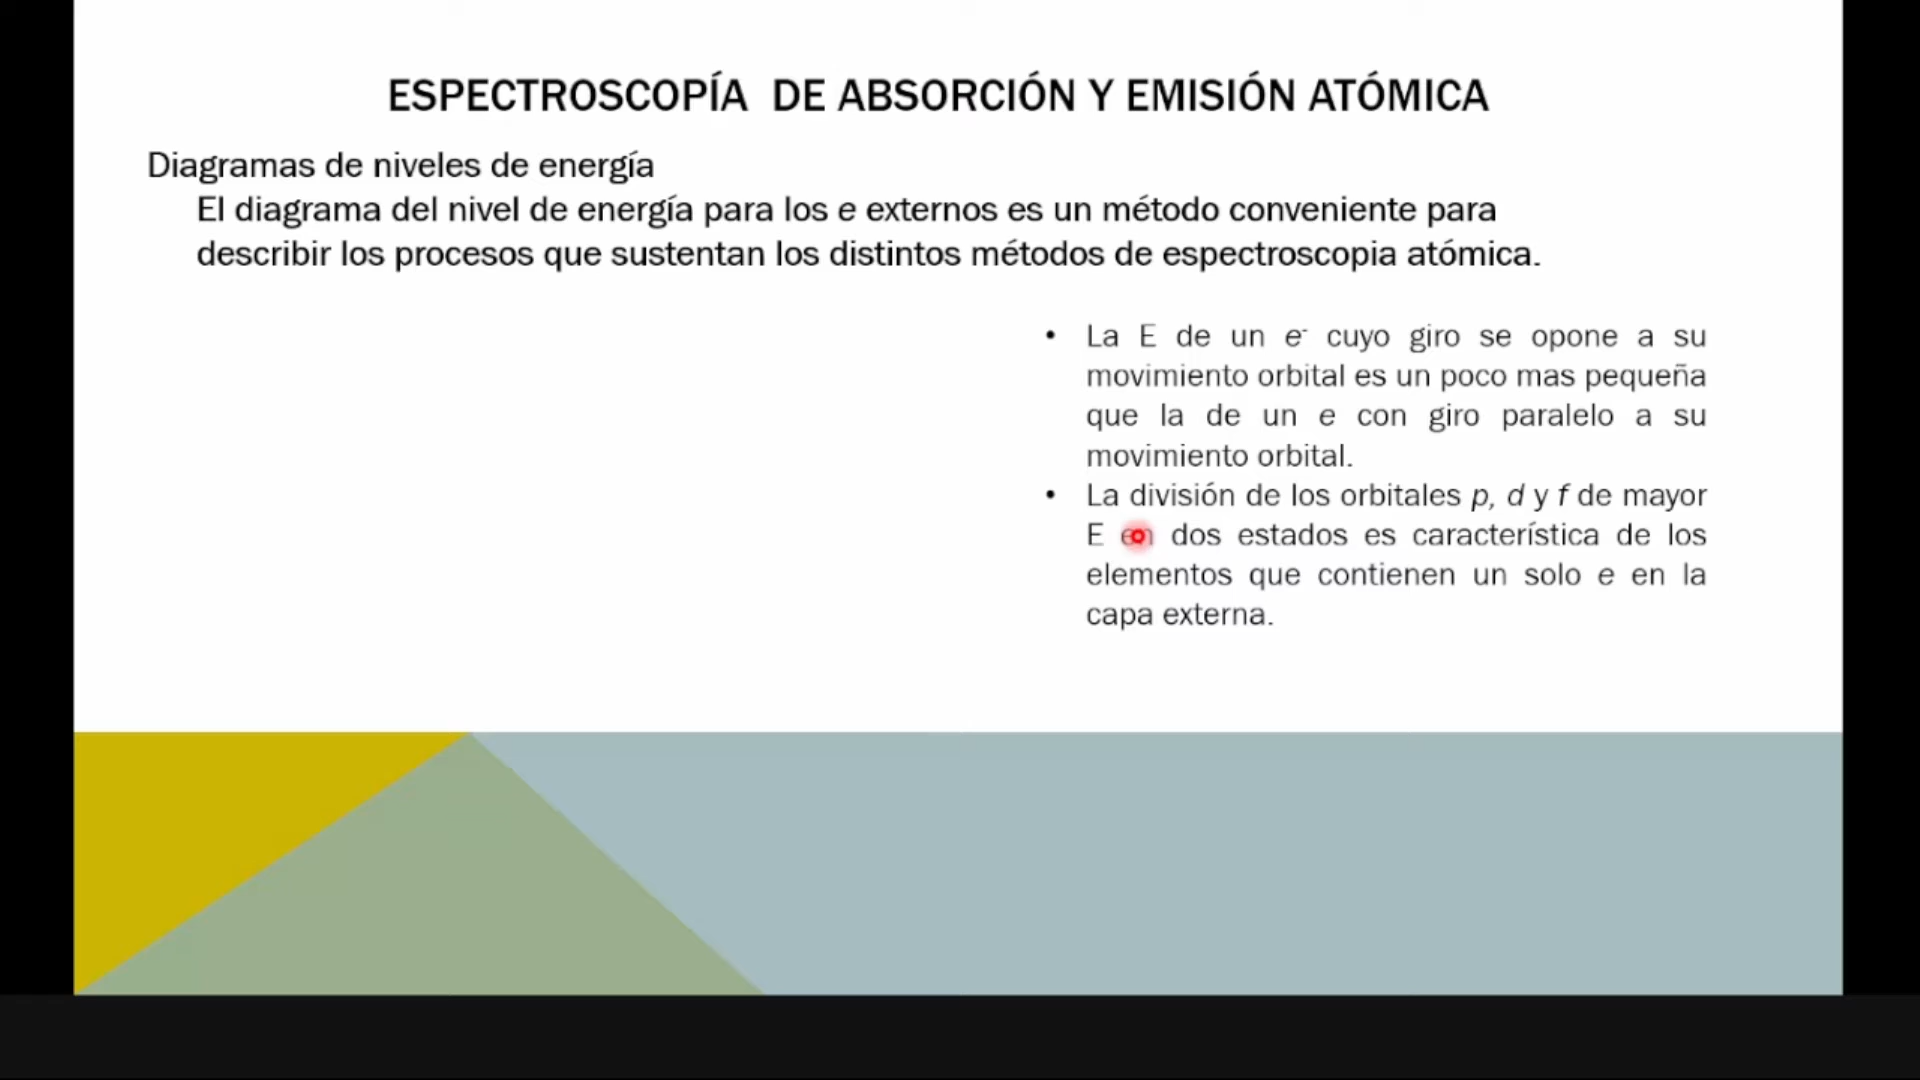 ESPECTROSCOPÍA DE ABSORCIÓN Y EMISIÓN ATÓMICA
Diagramas de niveles de energía
El diagrama del nivel de energía para los e externos es un método conveniente para
describir los procesos que sustentan los distintos métodos de espectroscopia atómica.
• La E de un e⁻ cuyo giro se opone a su
movimiento orbital es un poco mas pequeña
que la de un e con giro paralelo a su
movimiento orbital.
• La división de los orbitales p, d y f de mayor
E en dos estados es característica de los
elementos que contienen un solo e en la
capa externa.